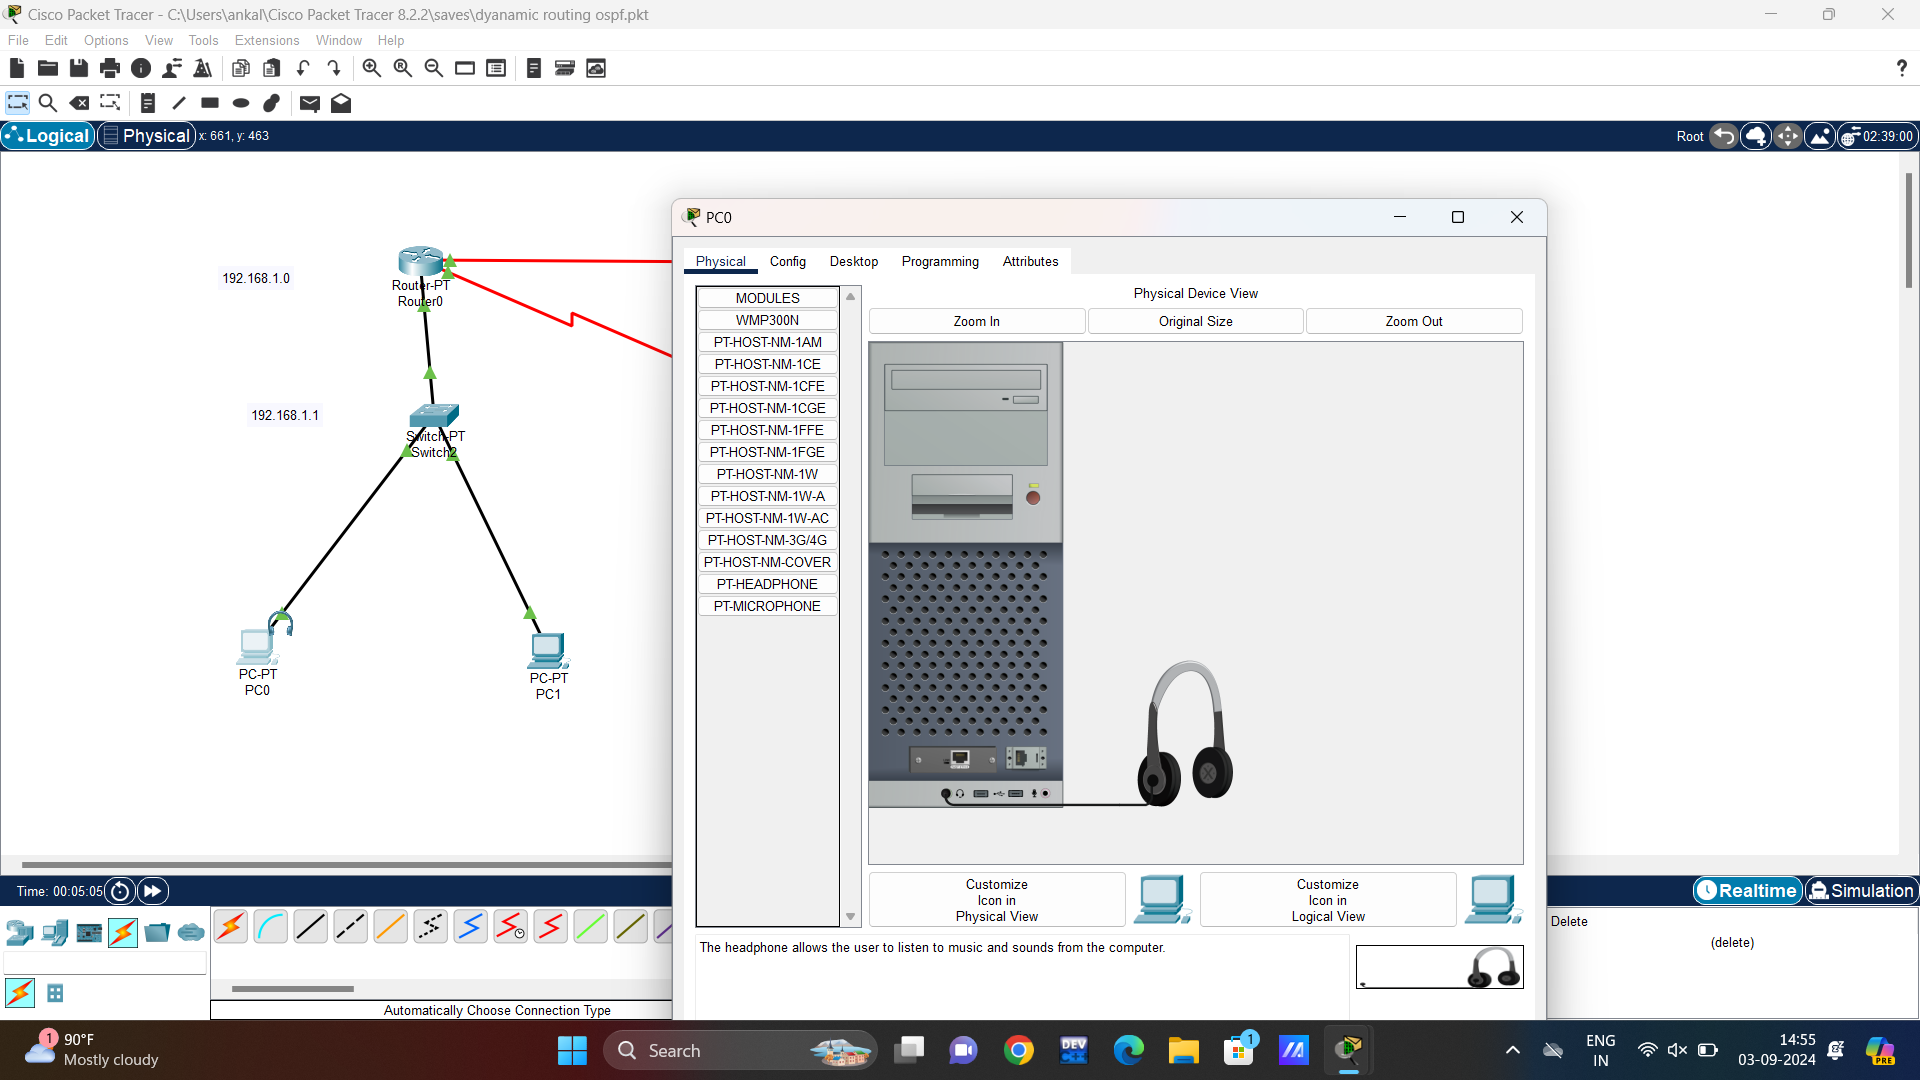 Cisco Packet Tracer - C:\Users\ankal\Cisco Packet Tracer 8.2.2\saves\dyanamic routing ospf.pkt
File Edit Options View Tools Extensions Window Help
?
Logical Physical x: 661, y: 463 Root 02:39:00
192.168.1.0
Router-PT
Router0
192.168.1.1
Switch-PT
Switch2
PC-PT
PC0
PC-PT
PC1
PC0
Physical Config Desktop Programming Attributes
MODULES
WMP300N
PT-HOST-NM-1AM
PT-HOST-NM-1CE
PT-HOST-NM-1CFE
PT-HOST-NM-1CGE
PT-HOST-NM-1FFE
PT-HOST-NM-1FGE
PT-HOST-NM-1W
PT-HOST-NM-1W-A
PT-HOST-NM-1W-AC
PT-HOST-NM-3G/4G
PT-HOST-NM-COVER
PT-HEADPHONE
PT-MICROPHONE
Physical Device View
Zoom In Original Size Zoom Out
Customize
Icon in
Physical View
Customize
Icon in
Logical View
The headphone allows the user to listen to music and sounds from the computer.
Time: 00:05:05
Realtime Simulation
Automatically Choose Connection Type
Delete
(delete)
1
90°F
Mostly cloudy
Search
DEV
C++
1
ENG
IN
14:55
03-09-2024
PRE